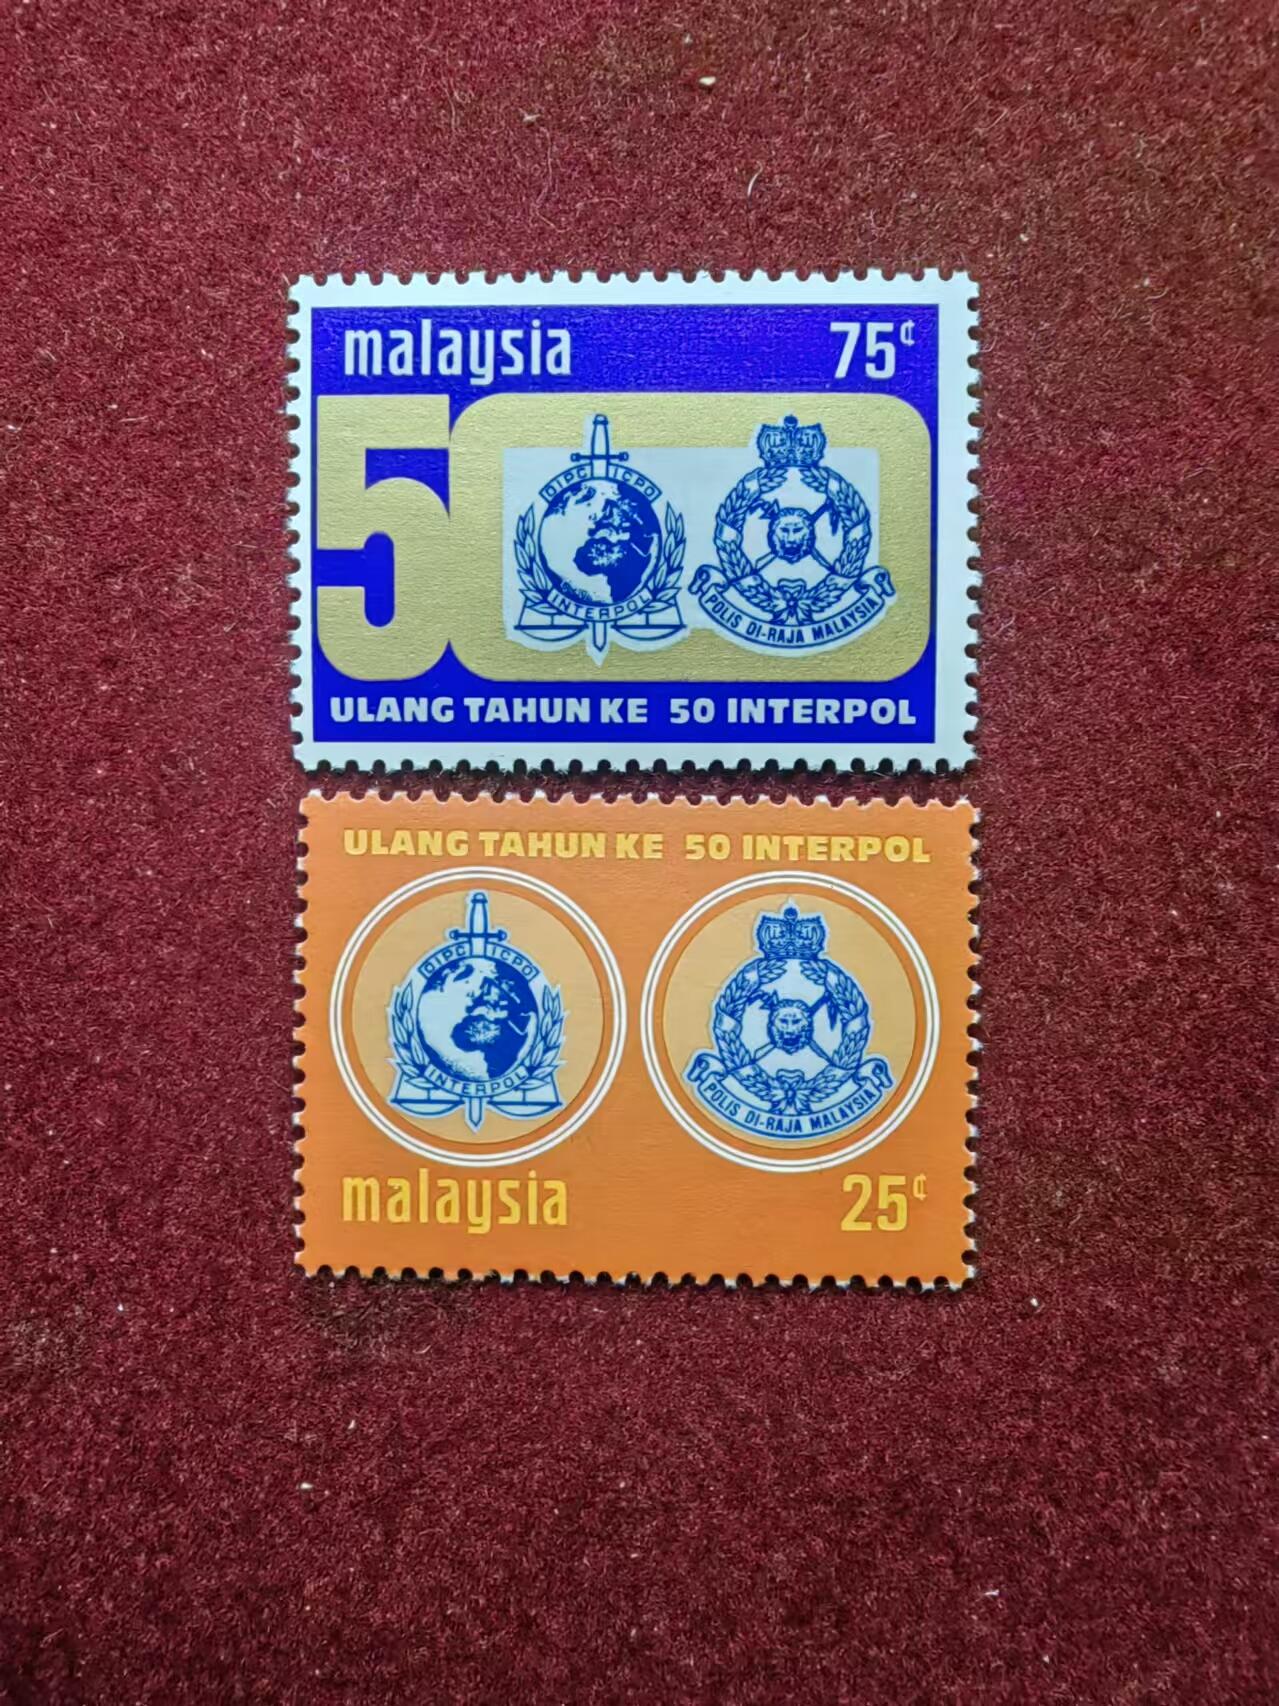 malaysia 75¢
50
OIPC ICPO
INTERPOL
POLIS DI-RAJA MALAYSIA
ULANG TAHUN KE 50 INTERPOL
ULANG TAHUN KE 50 INTERPOL
OIPC ICPO
INTERPOL
POLIS DI-RAJA MALAYSIA
malaysia 25¢